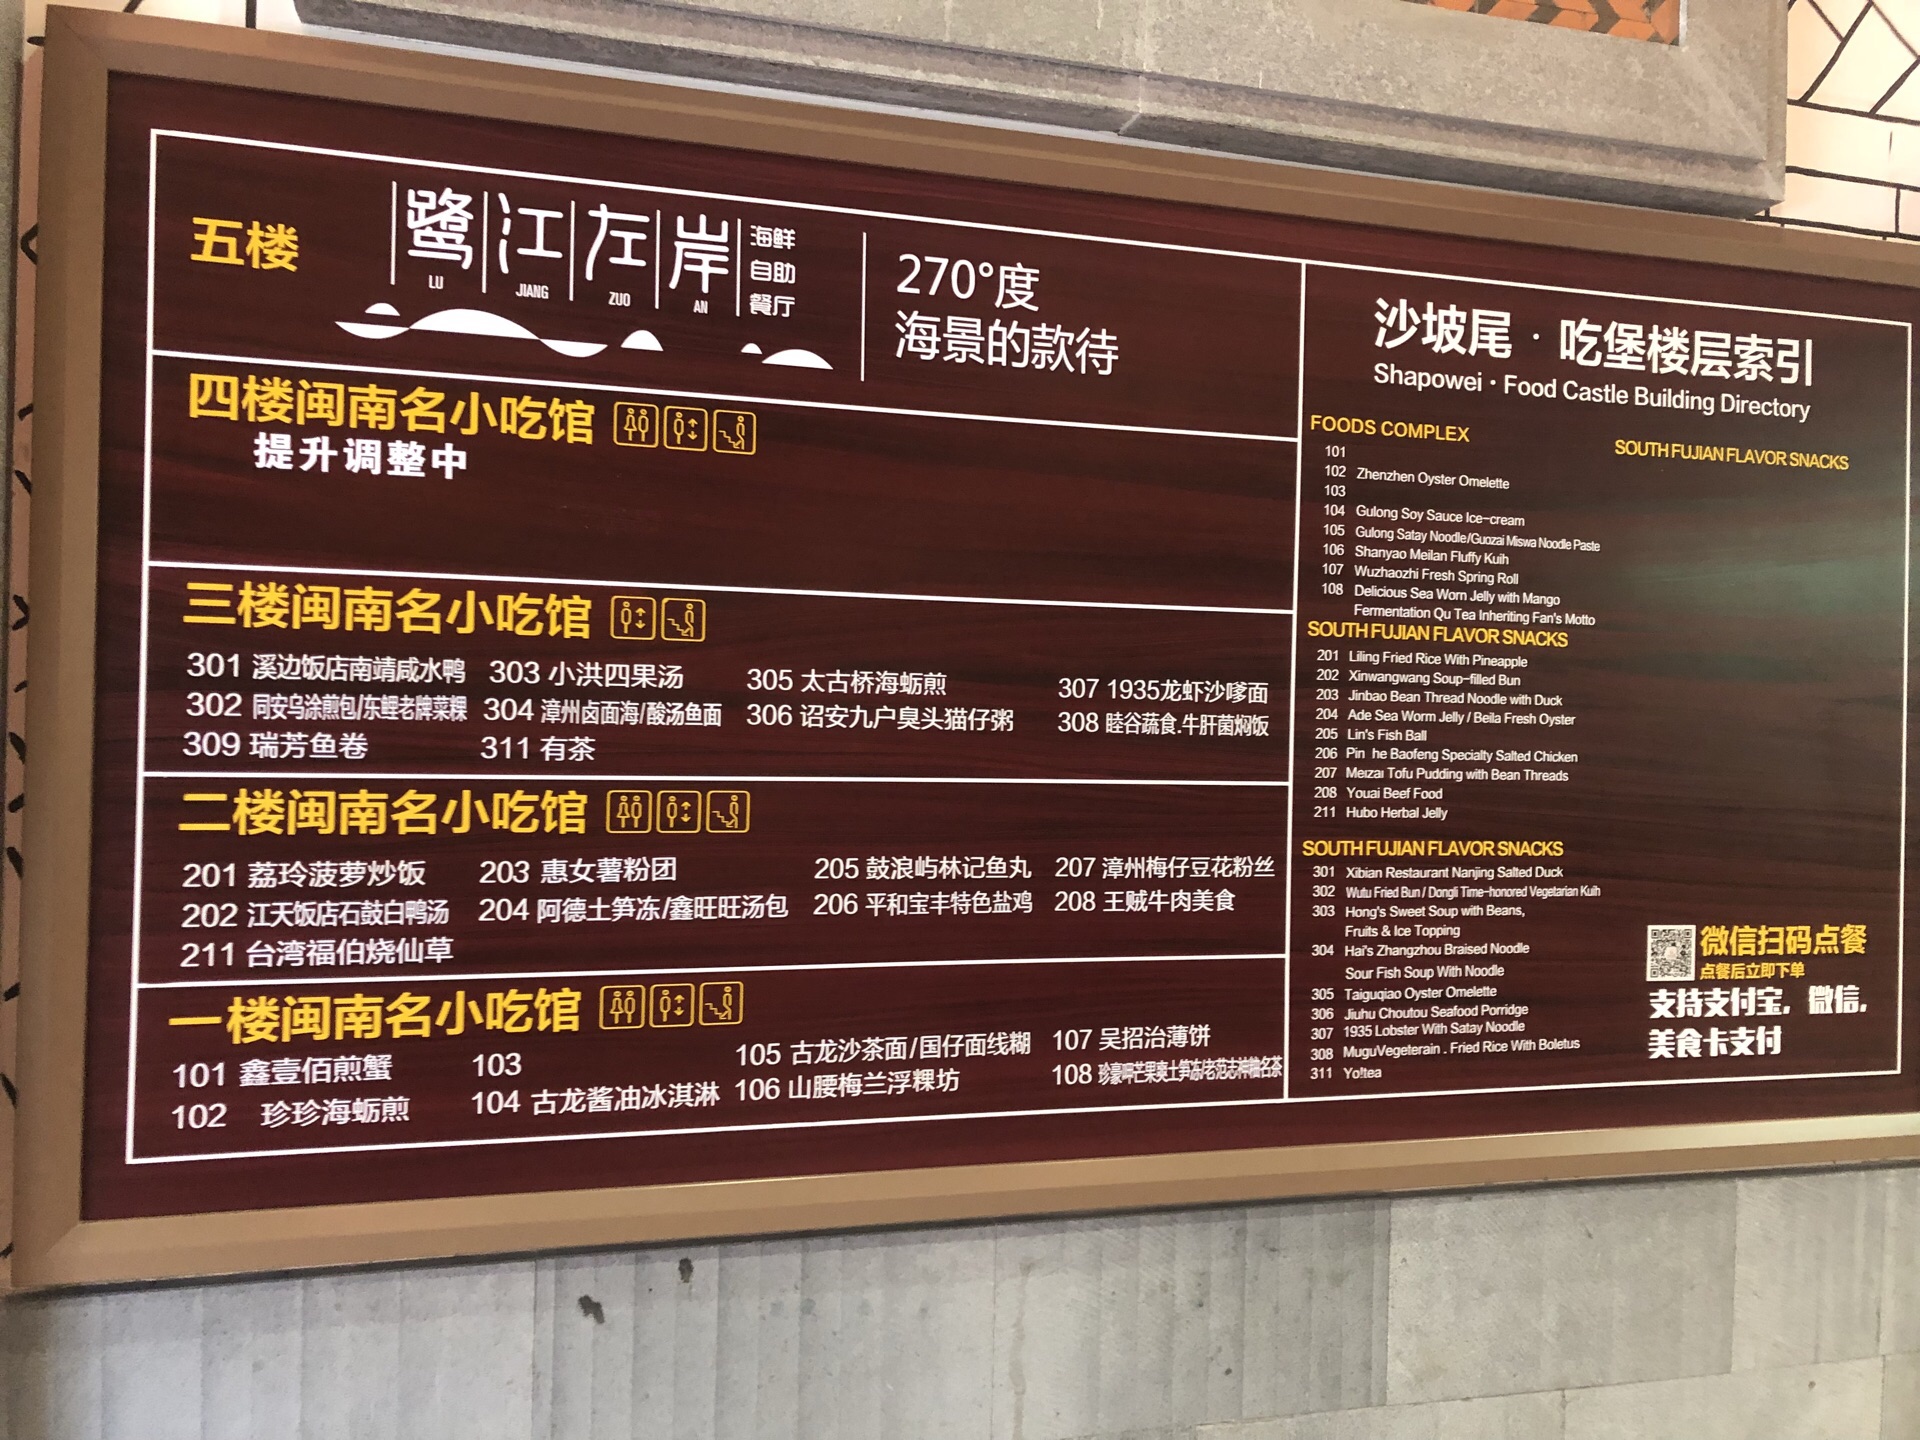 五楼
鹭江左岸
LU JIANG ZUO AN
海鲜
自助
餐厅
270°度
海景的款待
四楼闽南名小吃馆
提升调整中
三楼闽南名小吃馆
301 溪边饭店南靖咸水鸭 303 小洪四果汤 305 太古桥海蛎煎 307 1935龙虾沙嗲面
302 同安乌涂煎包/东鲤老牌菜粿 304 漳州卤面海/酸汤鱼面 306 诏安九户臭头猫仔粥 308 睦谷蔬食.牛肝菌焖饭
309 瑞芳鱼卷 311 有茶
二楼闽南名小吃馆
201 荔玲菠萝炒饭 203 惠女薯粉团 205 鼓浪屿林记鱼丸 207 漳州梅仔豆花粉丝
202 江天饭店石鼓白鸭汤 204 阿德土笋冻/鑫旺旺汤包 206 平和宝丰特色盐鸡 208 王贼牛肉美食
211 台湾福伯烧仙草
一楼闽南名小吃馆
101 鑫壹佰煎蟹 103 105 古龙沙茶面/国仔面线糊 107 吴招治薄饼
102 珍珍海蛎煎 104 古龙酱油冰淇淋 106 山腰梅兰浮粿坊 108
沙坡尾·吃堡楼层索引
Shapowei·Food Castle Building Directory
FOODS COMPLEX
101
102 Zhenzhen Oyster Omelette
103
104 Gulong Soy Sauce Ice-cream
105 Gulong Satay Noodle/Guozai Miswa Noodle Paste
106 Shanyao Meilan Fluffy Kuih
107 Wuzhaozhi Fresh Spring Roll
108 Delicious Sea Worn Jelly with Mango
Fermentation Qu Tea Inheriting Fan's Motto
SOUTH FUJIAN FLAVOR SNACKS
201 Liling Fried Rice With Pineapple
202 Xinwangwang Soup-filled Bun
203 Jinbao Bean Thread Noodle with Duck
204 Ade Sea Worm Jelly / Beila Fresh Oyster
205 Lin's Fish Ball
206 Pin he Baofeng Specialty Salted Chicken
207 Meizai Tofu Pudding with Bean Threads
208 Youai Beef Food
211 Hubo Herbal Jelly
SOUTH FUJIAN FLAVOR SNACKS
301 Xibian Restaurant Nanjing Salted Duck
302 Wutu Fried Bun / Dongli Time-honored Vegetarian Kuih
303 Hong's Sweet Soup with Beans,
Fruits & Ice Topping
304 Hai's Zhangzhou Braised Noodle
Sour Fish Soup With Noodle
305 Taiguqiao Oyster Omelette
306 Jiuhu Choutou Seafood Porridge
307 1935 Lobster With Satay Noodle
308 MuguVegeterain . Fried Rice With Boletus
311 Yo!tea
SOUTH FUJIAN FLAVOR SNACKS
微信扫码点餐
点餐后立即下单
支持支付宝，微信，
美食卡支付